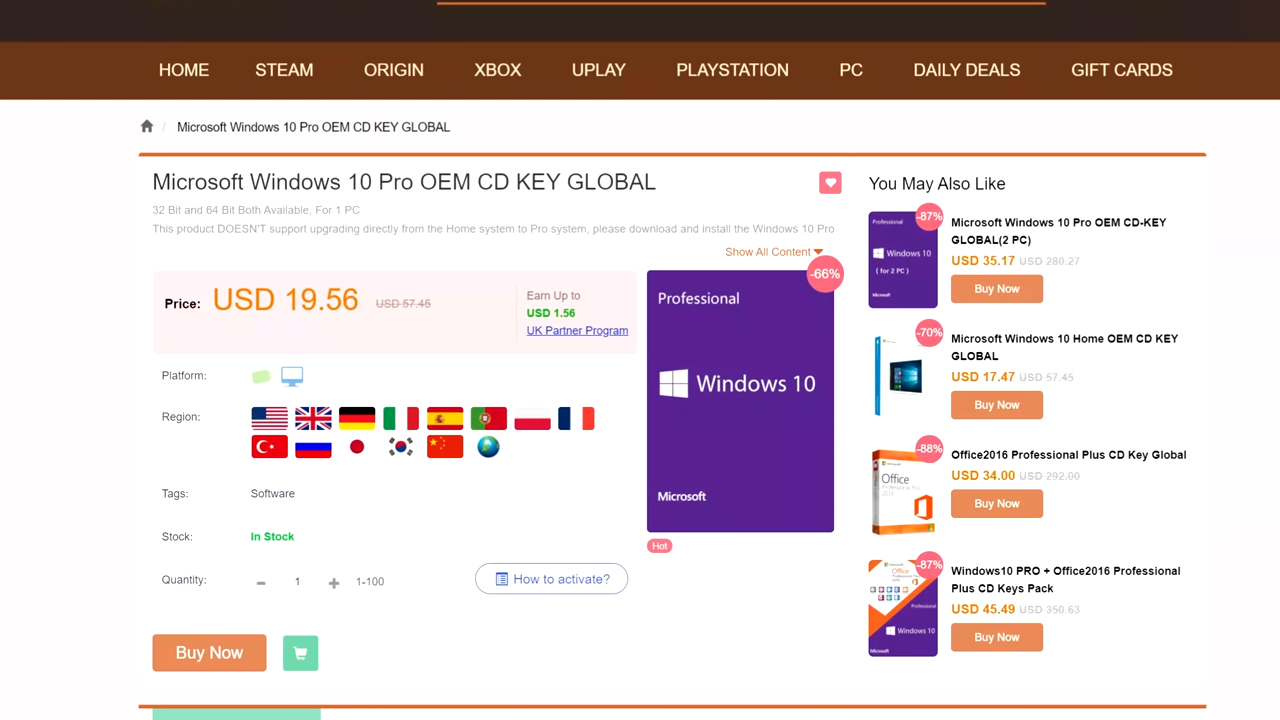 HOME STEAM ORIGIN XBOX UPLAY PLAYSTATION PC DAILY DEALS GIFT CARDS
/ Microsoft Windows 10 Pro OEM CD KEY GLOBAL
Microsoft Windows 10 Pro OEM CD KEY GLOBAL
32 Bit and 64 Bit Both Available, For 1 PC
This product DOESN'T support upgrading directly from the Home system to Pro system, please download and install the Windows 10 Pro
Show All Content
Price: USD 19.56 USD 57.45
Earn Up to
USD 1.56
UK Partner Program
-66%
Professional
Windows 10
Microsoft
Hot
Platform:
Region:
Tags: Software
Stock: In Stock
Quantity: - 1 + 1-100
How to activate?
Buy Now
You May Also Like
-87%
Professional
Windows 10
( for 2 PC )
Microsoft
Microsoft Windows 10 Pro OEM CD-KEY
GLOBAL(2 PC)
USD 35.17 USD 280.27
Buy Now
-70%
Microsoft Windows 10 Home OEM CD KEY
GLOBAL
USD 17.47 USD 57.45
Buy Now
-88%
Office
Office2016 Professional Plus CD Key Global
USD 34.00 USD 292.00
Buy Now
-87%
Office
Professional
Windows 10
Microsoft
Windows10 PRO + Office2016 Professional
Plus CD Keys Pack
USD 45.49 USD 350.63
Buy Now